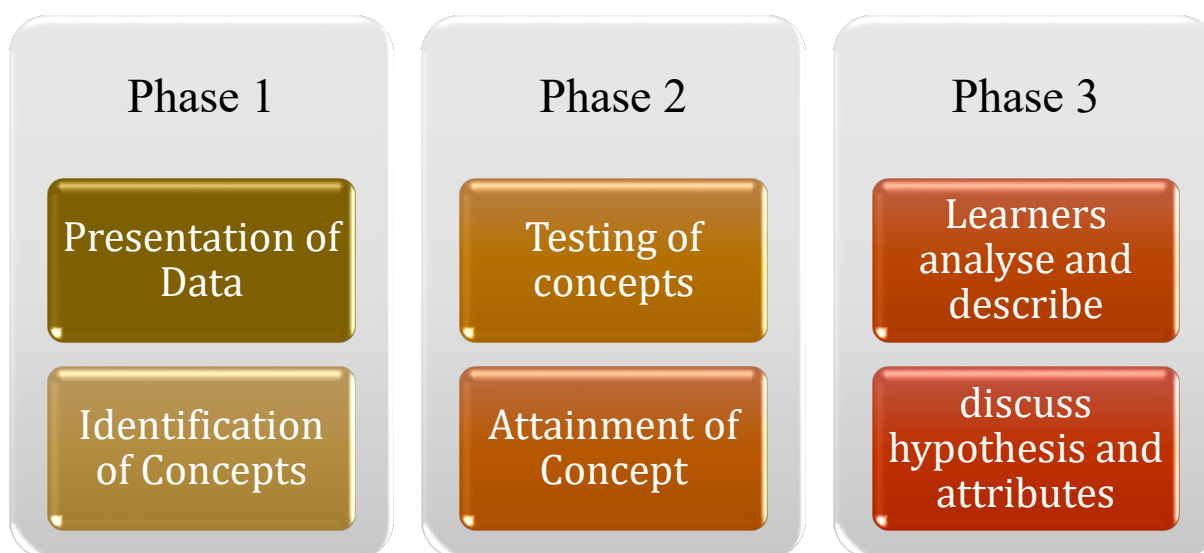 Phase 1
Presentation of
Data
Identification
of Concepts
Phase 2
Testing of
concepts
Attainment of
Concept
Phase 3
Learners
analyse and
describe
discuss
hypothesis and
attributes